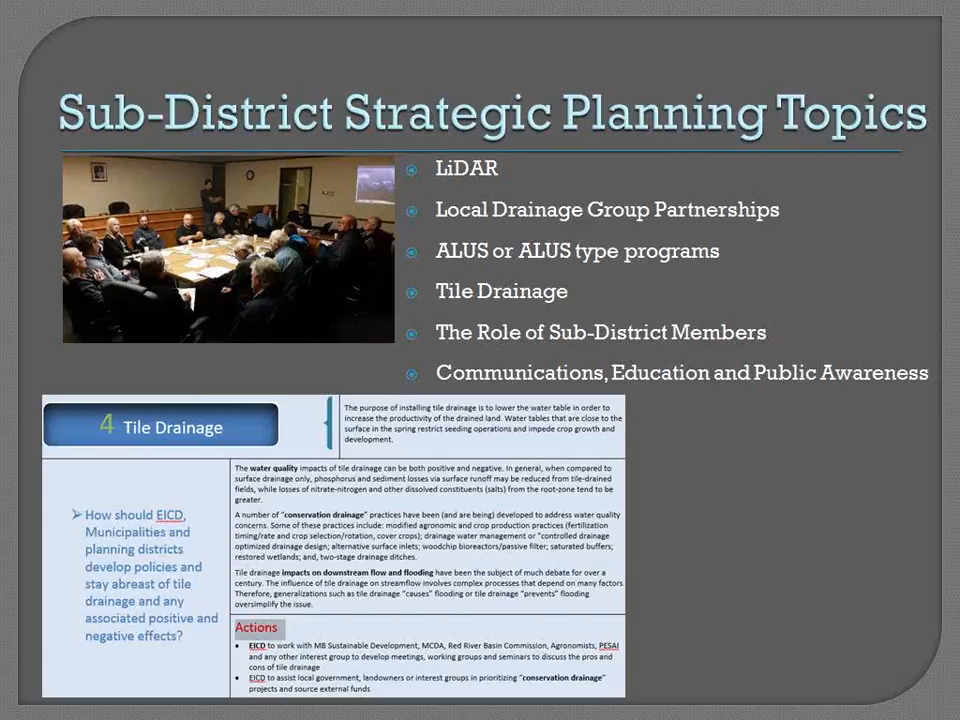 Sub-District Strategic Planning Topics
LiDAR
Local Drainage Group Partnerships
ALUS or ALUS type programs
Tile Drainage
The Role of Sub-District Members
Communications, Education and Public Awareness
4 Tile Drainage
The purpose of installing tile drainage is to lower the water table in order to
increase the productivity of the drained land. Water tables that are close to the
surface in the spring restrict seeding operations and impede crop growth and
development.
How should EICD,
Municipalities and
planning districts
develop policies and
stay abreast of tile
drainage and any
associated positive and
negative effects?
The water quality impacts of tile drainage can be both positive and negative. In general, when compared to
surface drainage only, phosphorus and sediment losses via surface runoff may be reduced from tile-drained
fields, while losses of nitrate-nitrogen and other dissolved constituents (salts) from the root-zone tend to be
greater.
A number of "conservation drainage" practices have been (and are being) developed to address water quality
concerns. Some of these practices include: modified agronomic and crop production practices (fertilization
timing/rate and crop selection/rotation, cover crops); drainage water management or "controlled drainage
optimized drainage design; alternative surface inlets; woodchip bioreactors/passive filter; saturated buffers;
restored wetlands; and, two-stage drainage ditches.
Tile drainage impacts on downstream flow and flooding have been the subject of much debate for over a
century. The influence of tile drainage on streamflow involves complex processes that depend on many factors.
Therefore, generalizations such as tile drainage "causes" flooding or tile drainage "prevents" flooding
oversimplify the issue.
Actions
EICD to work with MB Sustainable Development, MCDA, Red River Basin Commission, Agronomists, PESAI
and any other interest group to develop meetings, working groups and seminars to discuss the pros and
cons of tile drainage
EICD to assist local government, landowners or interest groups in prioritizing "conservation drainage"
projects and source external funds